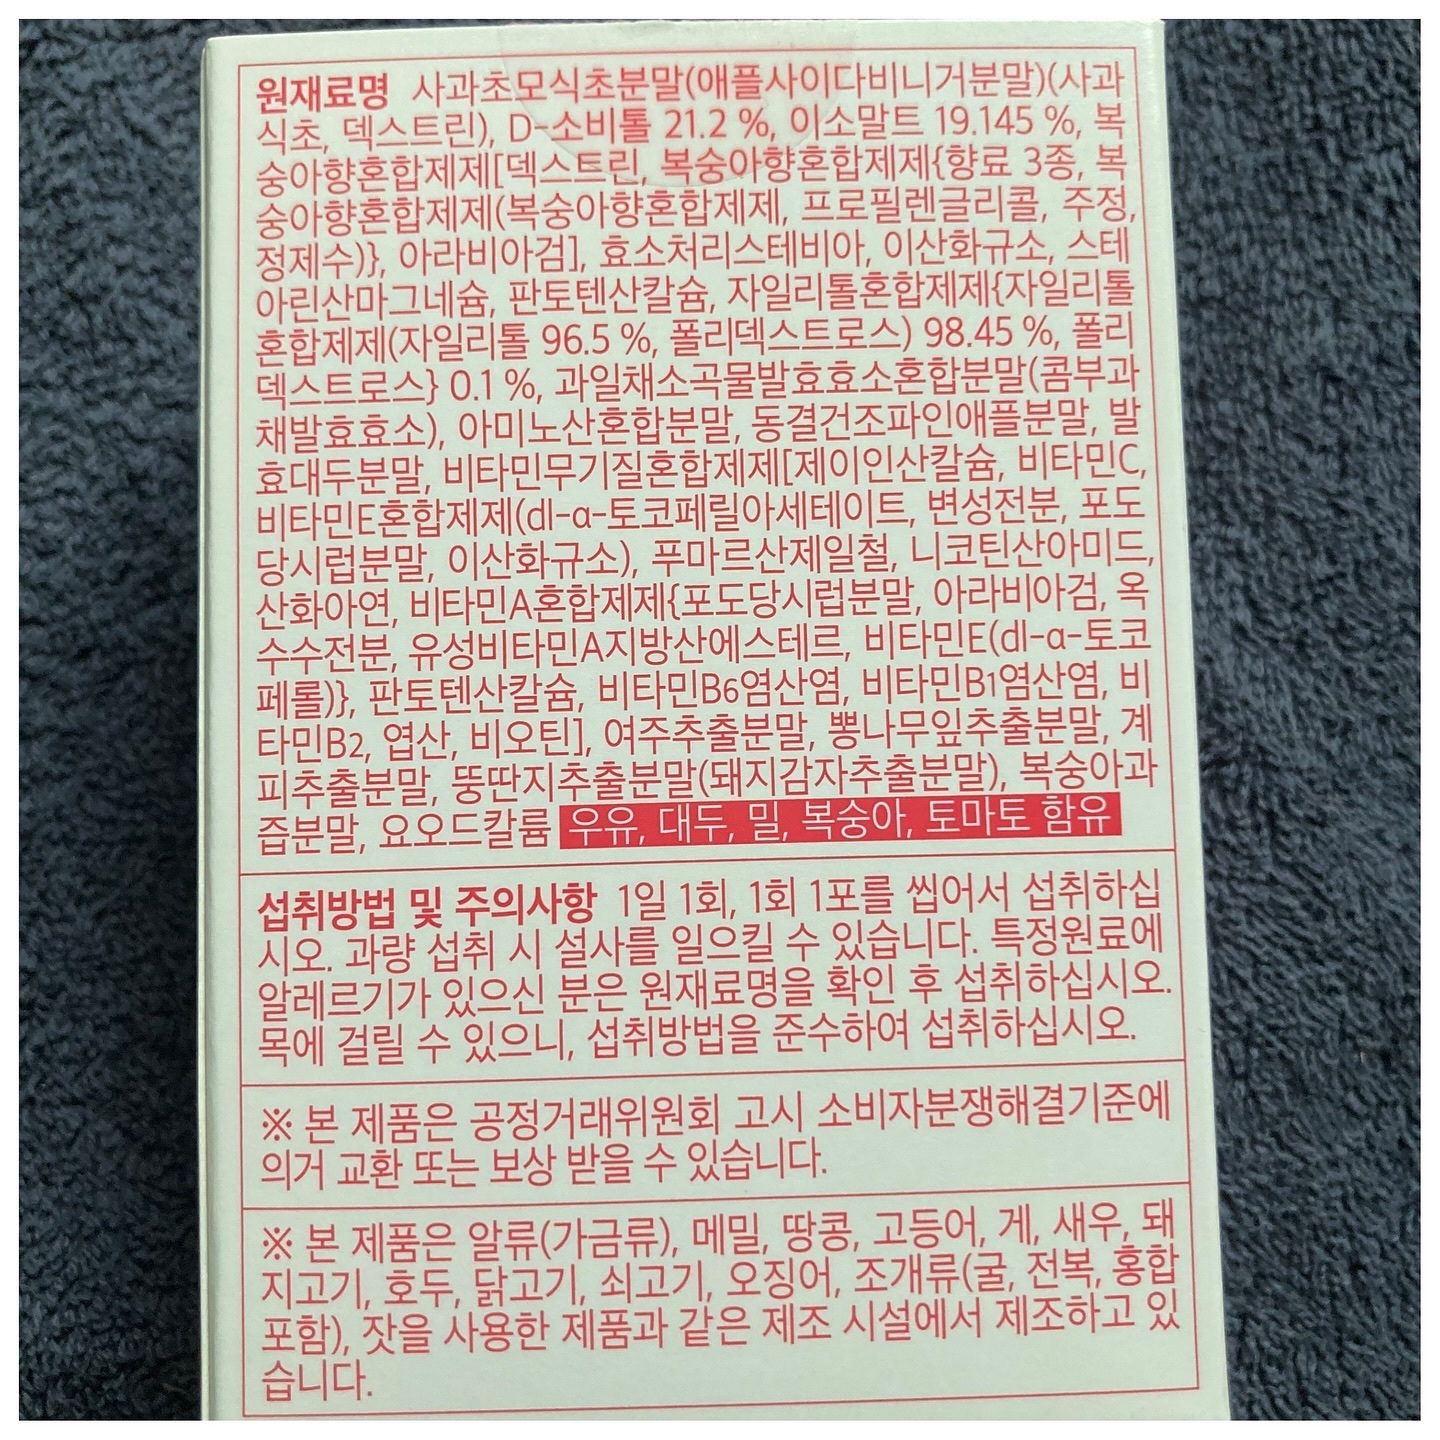 원재료명 사과초모식초분말(애플사이다비니거분말)(사과
식초, 덱스트린), D-소비톨 21.2 %, 이소말트 19.145 %, 복
숭아향혼합제제[덱스트린, 복숭아향혼합제제{향료 3종, 복
숭아향혼합제제(복숭아향혼합제제, 프로필렌글리콜, 주정,
정제수)}, 아라비아검], 효소처리스테비아, 이산화규소, 스테
아린산마그네슘, 판토텐산칼슘, 자일리톨혼합제제{자일리톨
혼합제제(자일리톨 96.5 %, 폴리덱스트로스) 98.45 %, 폴리
덱스트로스} 0.1 %, 과일채소곡물발효효소혼합분말(콤부과
채발효효소), 아미노산혼합분말, 동결건조파인애플분말, 발
효대두분말, 비타민무기질혼합제제[제이인산칼슘, 비타민C,
비타민E혼합제제(dl-α-토코페릴아세테이트, 변성전분, 포도
당시럽분말, 이산화규소), 푸마르산제일철, 니코틴산아미드,
산화아연, 비타민A혼합제제{포도당시럽분말, 아라비아검, 옥
수수전분, 유성비타민A지방산에스테르, 비타민E(dl-α-토코
페롤)}, 판토텐산칼슘, 비타민B6염산염, 비타민B1염산염, 비
타민B2, 엽산, 비오틴], 여주추출분말, 뽕나무잎추출분말, 계
피추출분말, 뚱딴지추출분말(돼지감자추출분말), 복숭아과
즙분말, 요오드칼륨 우유, 대두, 밀, 복숭아, 토마토 함유
섭취방법 및 주의사항 1일 1회, 1회 1포를 씹어서 섭취하십
시오. 과량 섭취 시 설사를 일으킬 수 있습니다. 특정원료에
알레르기가 있으신 분은 원재료명을 확인 후 섭취하십시오.
목에 걸릴 수 있으니, 섭취방법을 준수하여 섭취하십시오.
※ 본 제품은 공정거래위원회 고시 소비자분쟁해결기준에
의거 교환 또는 보상 받을 수 있습니다.
※ 본 제품은 알류(가금류), 메밀, 땅콩, 고등어, 게, 새우, 돼
지고기, 호두, 닭고기, 쇠고기, 오징어, 조개류(굴, 전복, 홍합
포함), 잣을 사용한 제품과 같은 제조 시설에서 제조하고 있
습니다.